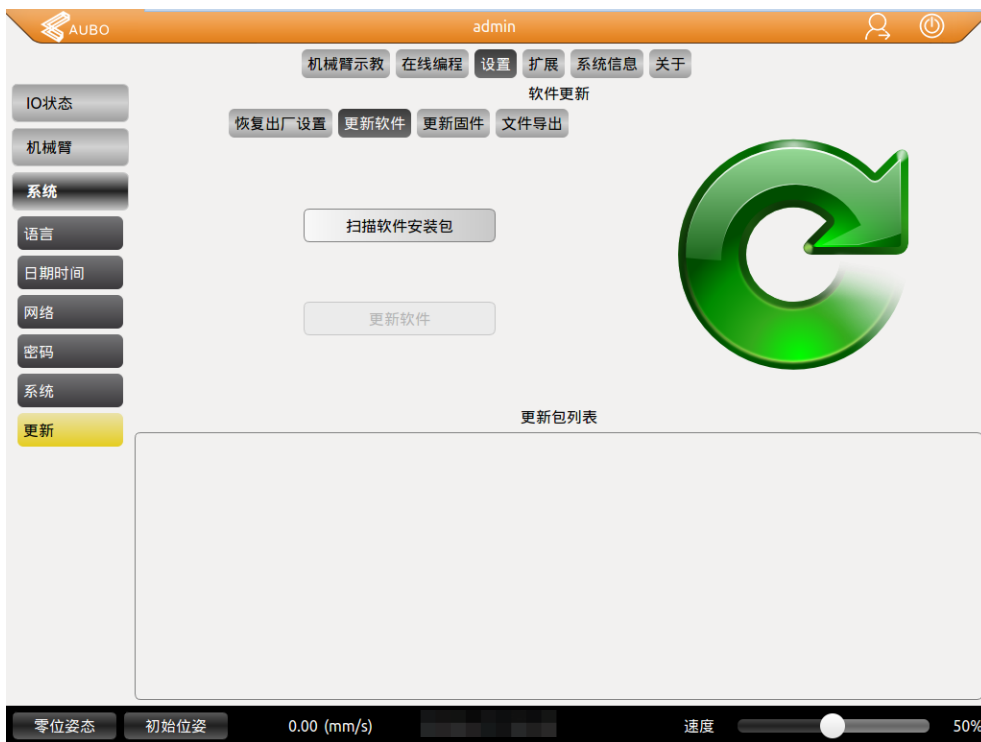 AUBO admin
机械臂示教 在线编程 设置 扩展 系统信息 关于
软件更新
IO状态
恢复出厂设置 更新软件 更新固件 文件导出
机械臂
系统
扫描软件安装包
语言
日期时间
网络
更新软件
密码
系统
更新包列表
更新
零位姿态 初始位姿 0.00 (mm/s) 速度 50%